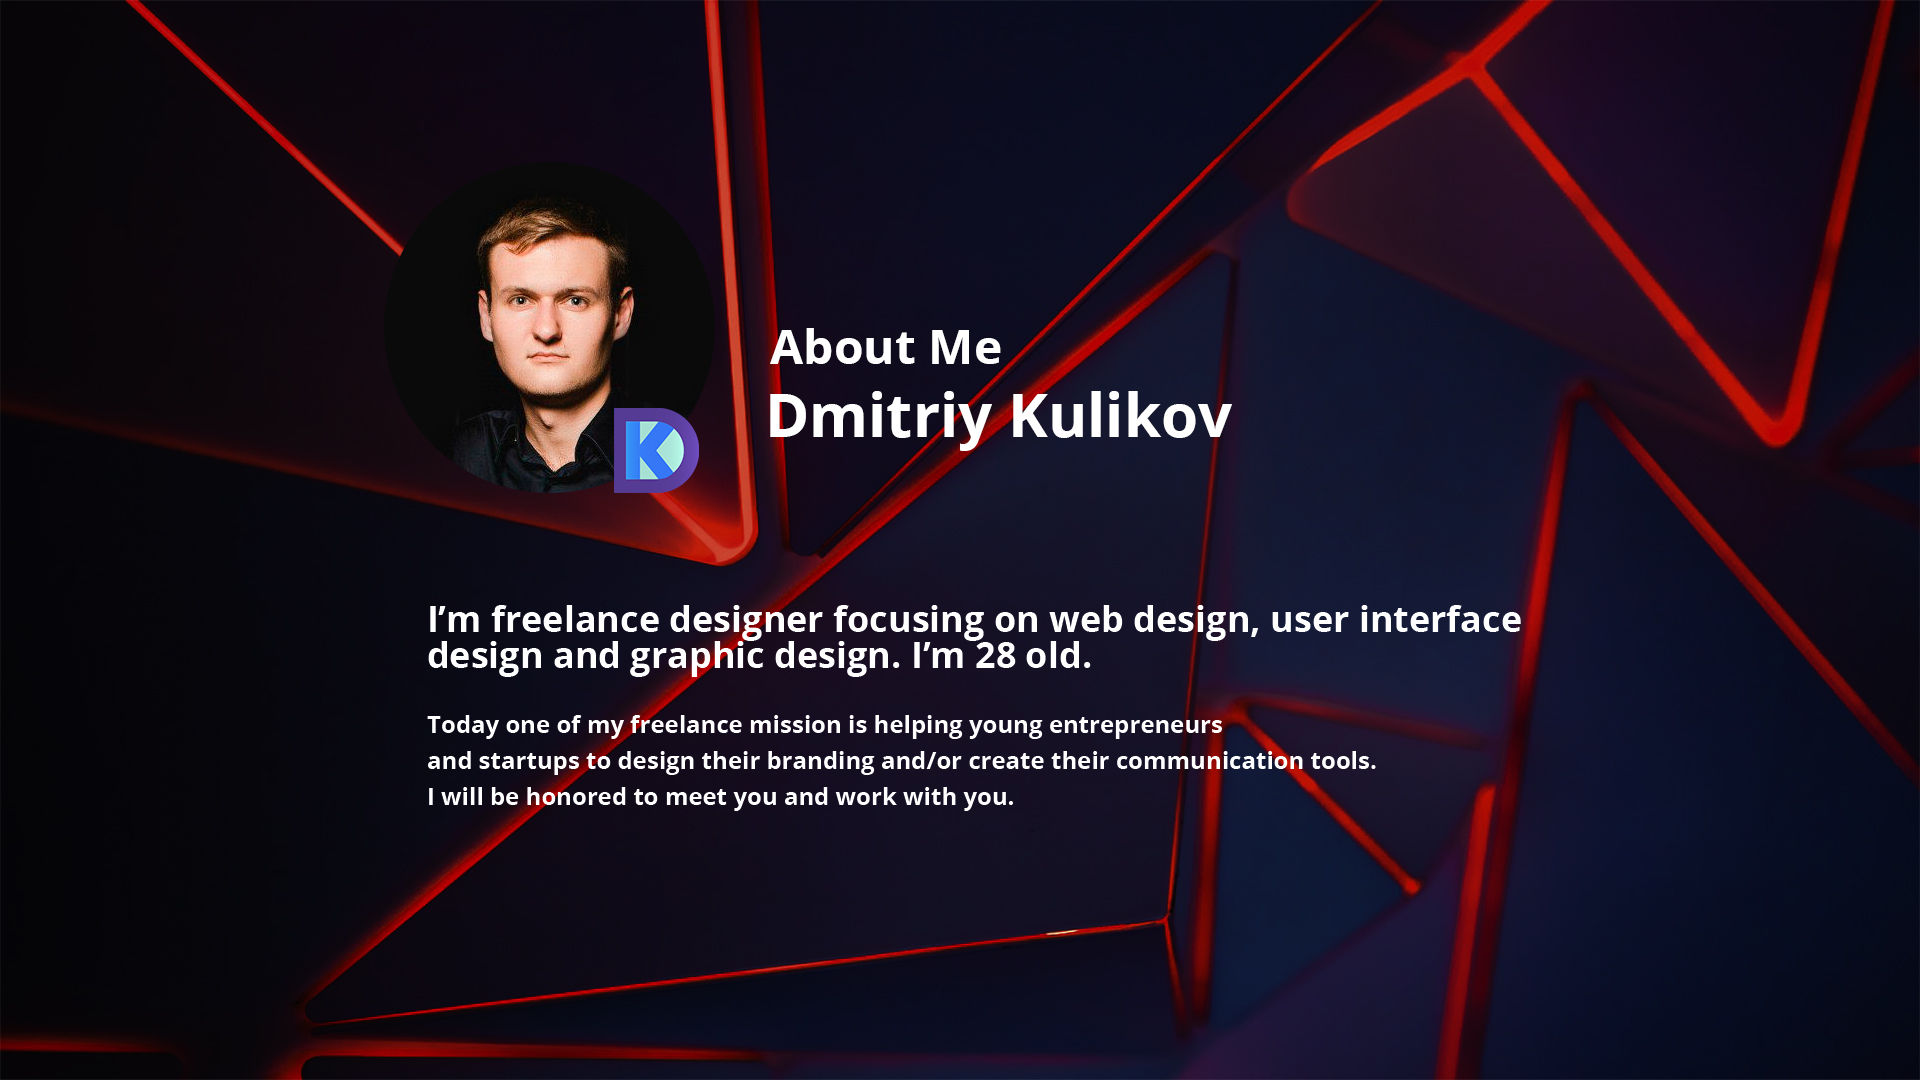 About Me
Dmitriy Kulikov
DK
I’m freelance designer focusing on web design, user interface
design and graphic design. I’m 28 old.
Today one of my freelance mission is helping young entrepreneurs
and startups to design their branding and/or create their communication tools.
I will be honored to meet you and work with you.